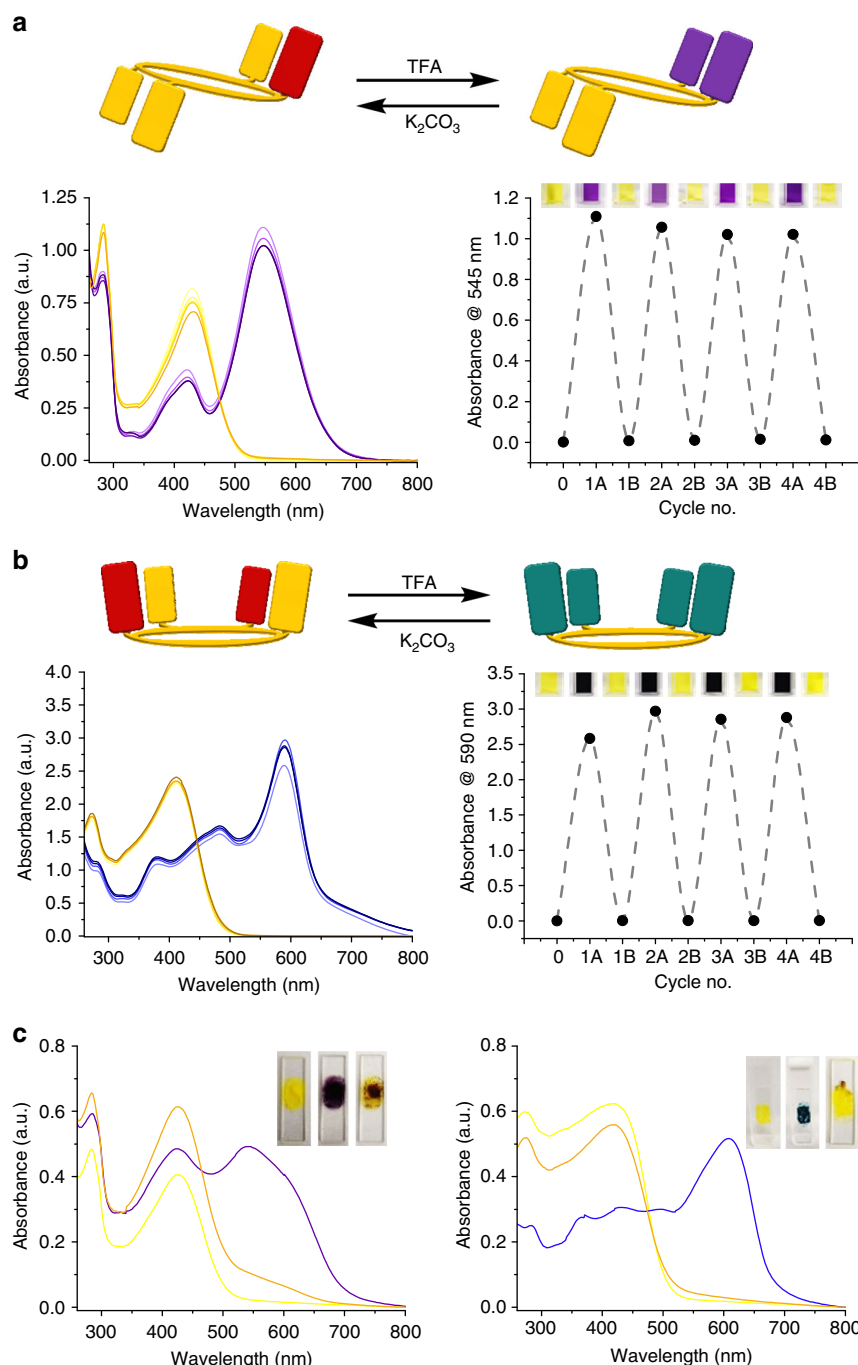 a
TFA
K2CO3
1.25
1.00
0.75
0.50
0.25
0.00
Absorbance (a.u.)
300 400 500 600 700 800
Wavelength (nm)
1.2
1.0
0.8
0.6
0.4
0.2
0.0
Absorbance @ 545 nm
0 1A 1B 2A 2B 3A 3B 4A 4B
Cycle no.
b
TFA
K2CO3
4.0
3.5
3.0
2.5
2.0
1.5
1.0
0.5
0.0
Absorbance (a.u.)
300 400 500 600 700 800
Wavelength (nm)
3.5
3.0
2.5
2.0
1.5
1.0
0.5
0.0
Absorbance @ 590 nm
0 1A 1B 2A 2B 3A 3B 4A 4B
Cycle no.
c
0.8
0.6
0.4
0.2
0.0
Absorbance (a.u.)
300 400 500 600 700 800
Wavelength (nm)
0.8
0.6
0.4
0.2
0.0
Absorbance (a.u.)
300 400 500 600 700 800
Wavelength (nm)